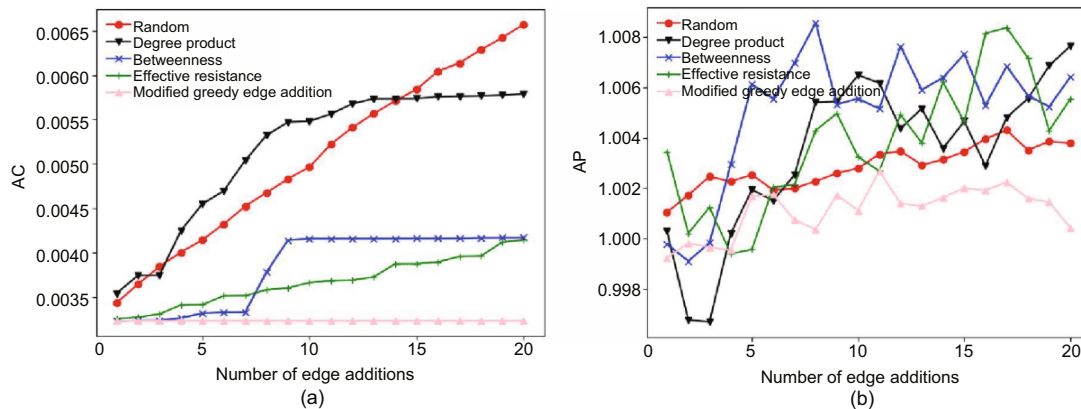 (a)
0.0065
0.0060
0.0055
0.0050
0.0045
0.0040
0.0035
AC
Random
Degree product
Betweenness
Effective resistance
Modified greedy edge addition
0 5 10 15 20
Number of edge additions
(a)
1.008
1.006
1.004
1.002
1.000
0.998
AP
Random
Degree product
Betweenness
Effective resistance
Modified greedy edge addition
0 5 10 15 20
Number of edge additions
(b)